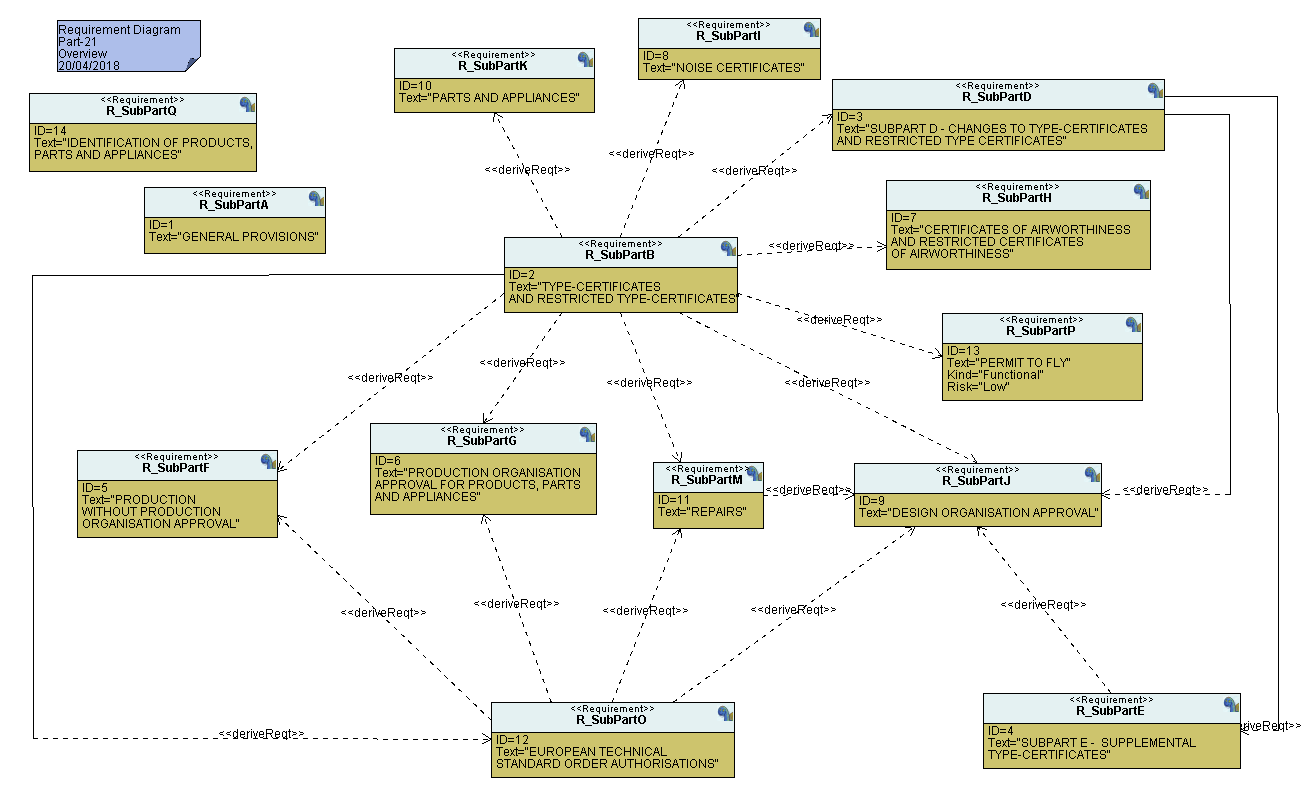 Requirement Diagram
Part-21
Overview
20/04/2018
<<Requirement>>
R_SubPartK
ID=10
Text="PARTS AND APPLIANCES"
<<Requirement>>
R_SubPartI
ID=8
Text="NOISE CERTIFICATES"
<<Requirement>>
R_SubPartQ
ID=14
Text="IDENTIFICATION OF PRODUCTS,
PARTS AND APPLIANCES"
<<Requirement>>
R_SubPartD
ID=3
Text="SUBPART D - CHANGES TO TYPE-CERTIFICATES
AND RESTRICTED TYPE CERTIFICATES"
<<deriveReqt>>
<<deriveReqt>>
<<deriveReqt>>
<<Requirement>>
R_SubPartA
ID=1
Text="GENERAL PROVISIONS"
<<Requirement>>
R_SubPartH
ID=7
Text="CERTIFICATES OF AIRWORTHINESS
AND RESTRICTED CERTIFICATES
OF AIRWORTHINESS"
<<Requirement>>
R_SubPartB
ID=2
Text="TYPE-CERTIFICATES
AND RESTRICTED TYPE-CERTIFICATES"
<<deriveReqt>>
<<deriveReqt>>
<<Requirement>>
R_SubPartP
ID=13
Text="PERMIT TO FLY"
Kind="Functional"
Risk="Low"
<<deriveReqt>>
<<deriveReqt>>
<<deriveReqt>>
<<deriveReqt>>
<<Requirement>>
R_SubPartF
ID=5
Text="PRODUCTION
WITHOUT PRODUCTION
ORGANISATION APPROVAL"
<<Requirement>>
R_SubPartG
ID=6
Text="PRODUCTION ORGANISATION
APPROVAL FOR PRODUCTS, PARTS
AND APPLIANCES"
<<Requirement>>
R_SubPartM
ID=11
Text="REPAIRS"
<<deriveReqt>>
<<Requirement>>
R_SubPartJ
ID=9
Text="DESIGN ORGANISATION APPROVAL"
<<deriveReqt>>
<<deriveReqt>>
<<deriveReqt>>
<<deriveReqt>>
<<deriveReqt>>
<<deriveReqt>>
<<Requirement>>
R_SubPartO
ID=12
Text="EUROPEAN TECHNICAL
STANDARD ORDER AUTHORISATIONS"
<<deriveReqt>>
<<Requirement>>
R_SubPartE
ID=4
Text="SUBPART E -  SUPPLEMENTAL
TYPE-CERTIFICATES"
eriveReqt>>